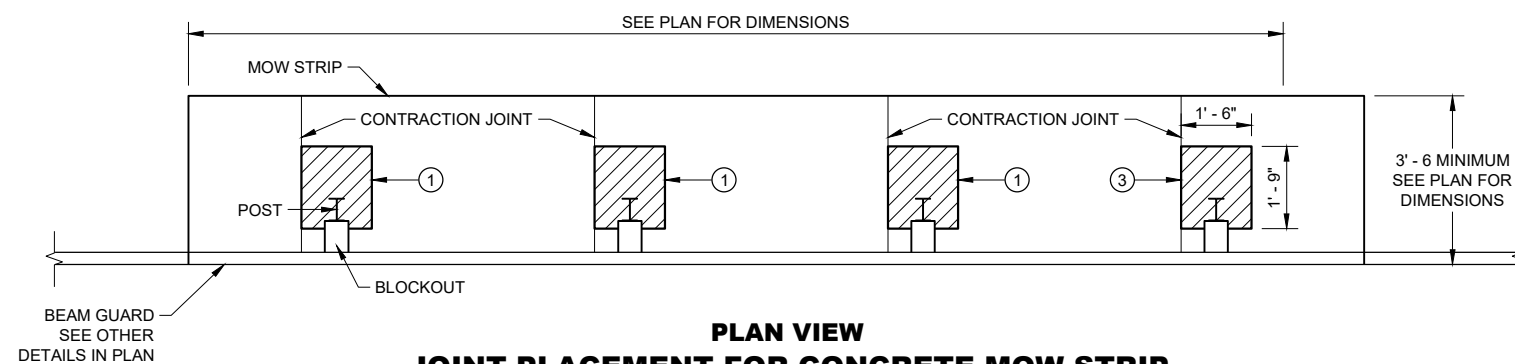 SEE PLAN FOR DIMENSIONS
MOW STRIP
CONTRACTION JOINT
CONTRACTION JOINT
1' - 6"
1
1
1
3
1' - 9"
3' - 6 MINIMUM
SEE PLAN FOR
DIMENSIONS
POST
BLOCKOUT
BEAM GUARD
SEE OTHER
DETAILS IN PLAN
PLAN VIEW
JOINT PLACEMENT FOR CONCRETE MOW STRIP